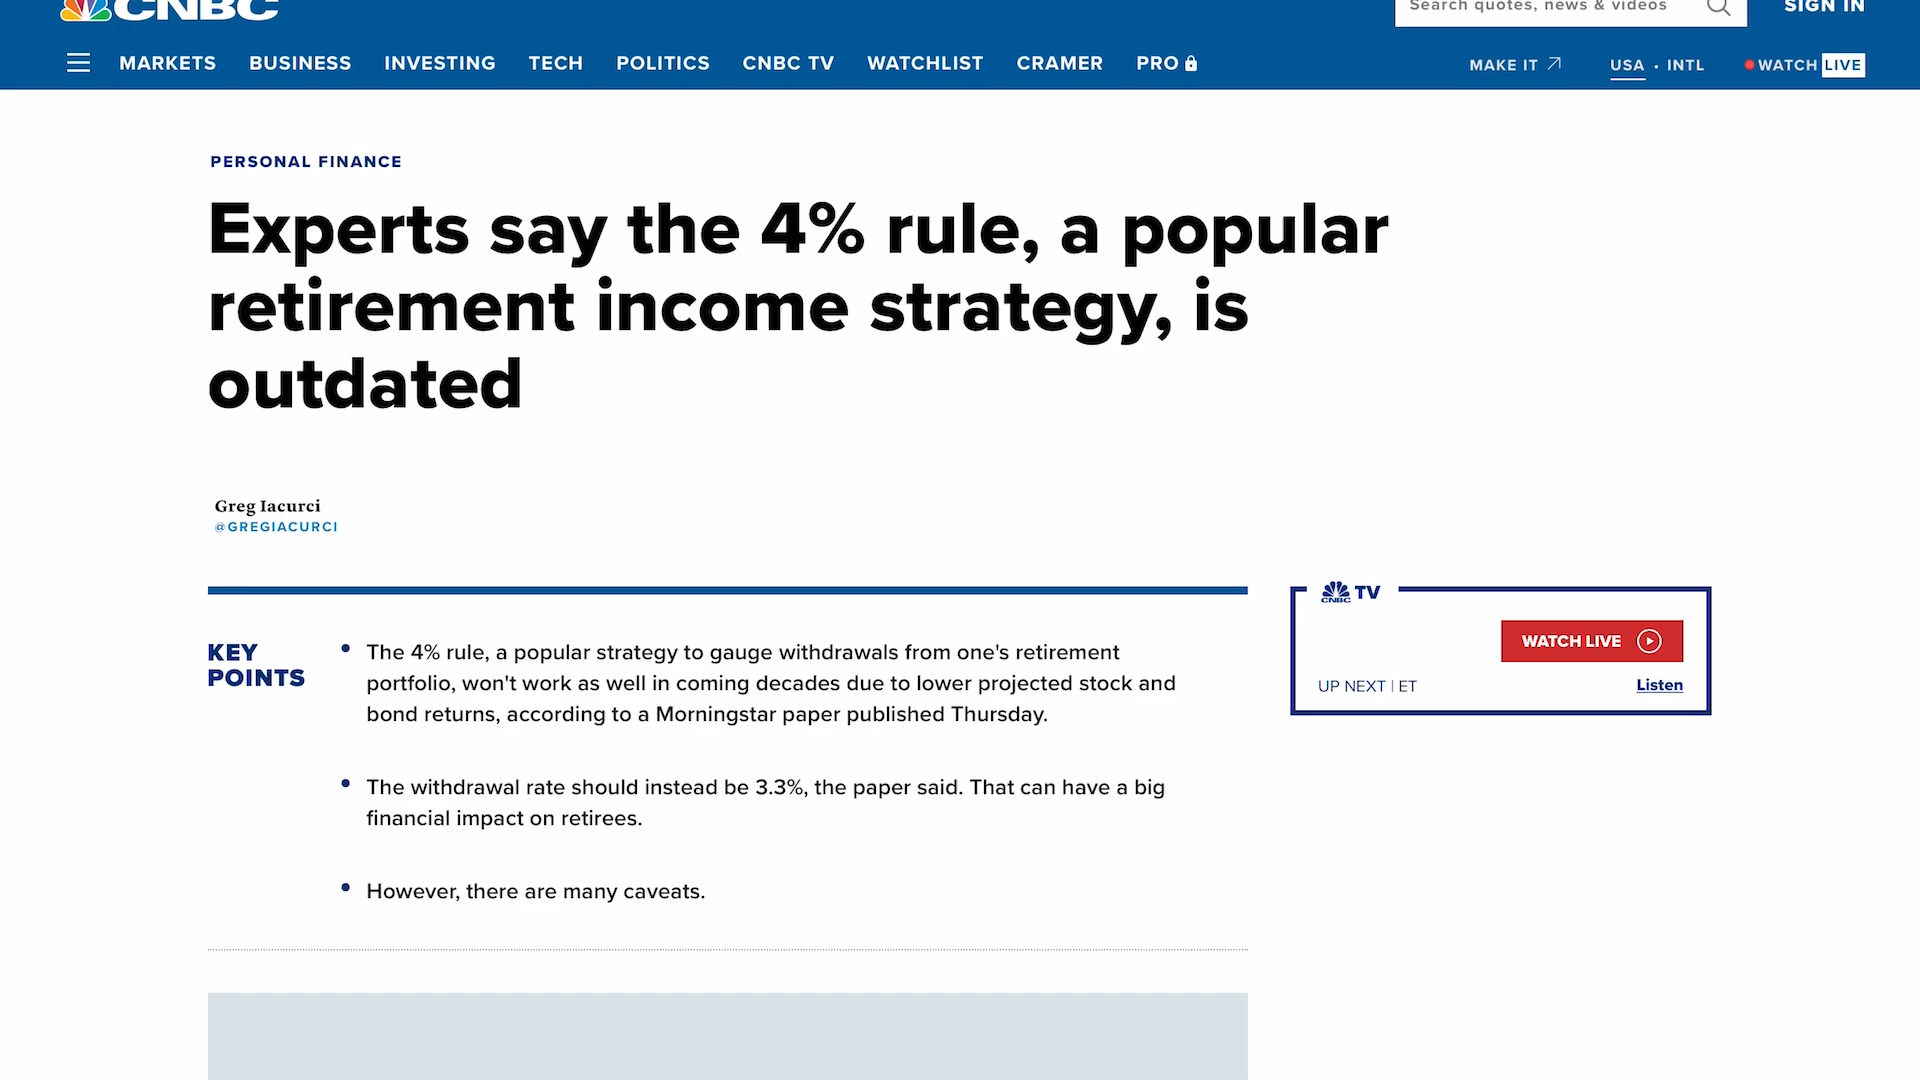 CNBC
Search quotes, news & videos
SIGN IN
MARKETS BUSINESS INVESTING TECH POLITICS CNBC TV WATCHLIST CRAMER PRO
MAKE IT USA • INTL WATCH LIVE
PERSONAL FINANCE
Experts say the 4% rule, a popular
retirement income strategy, is
outdated
Greg Iacurci
@GREGIACURCI
KEY
POINTS
The 4% rule, a popular strategy to gauge withdrawals from one's retirement
portfolio, won't work as well in coming decades due to lower projected stock and
bond returns, according to a Morningstar paper published Thursday.
The withdrawal rate should instead be 3.3%, the paper said. That can have a big
financial impact on retirees.
However, there are many caveats.
CNBC TV
WATCH LIVE
UP NEXT | ET
Listen